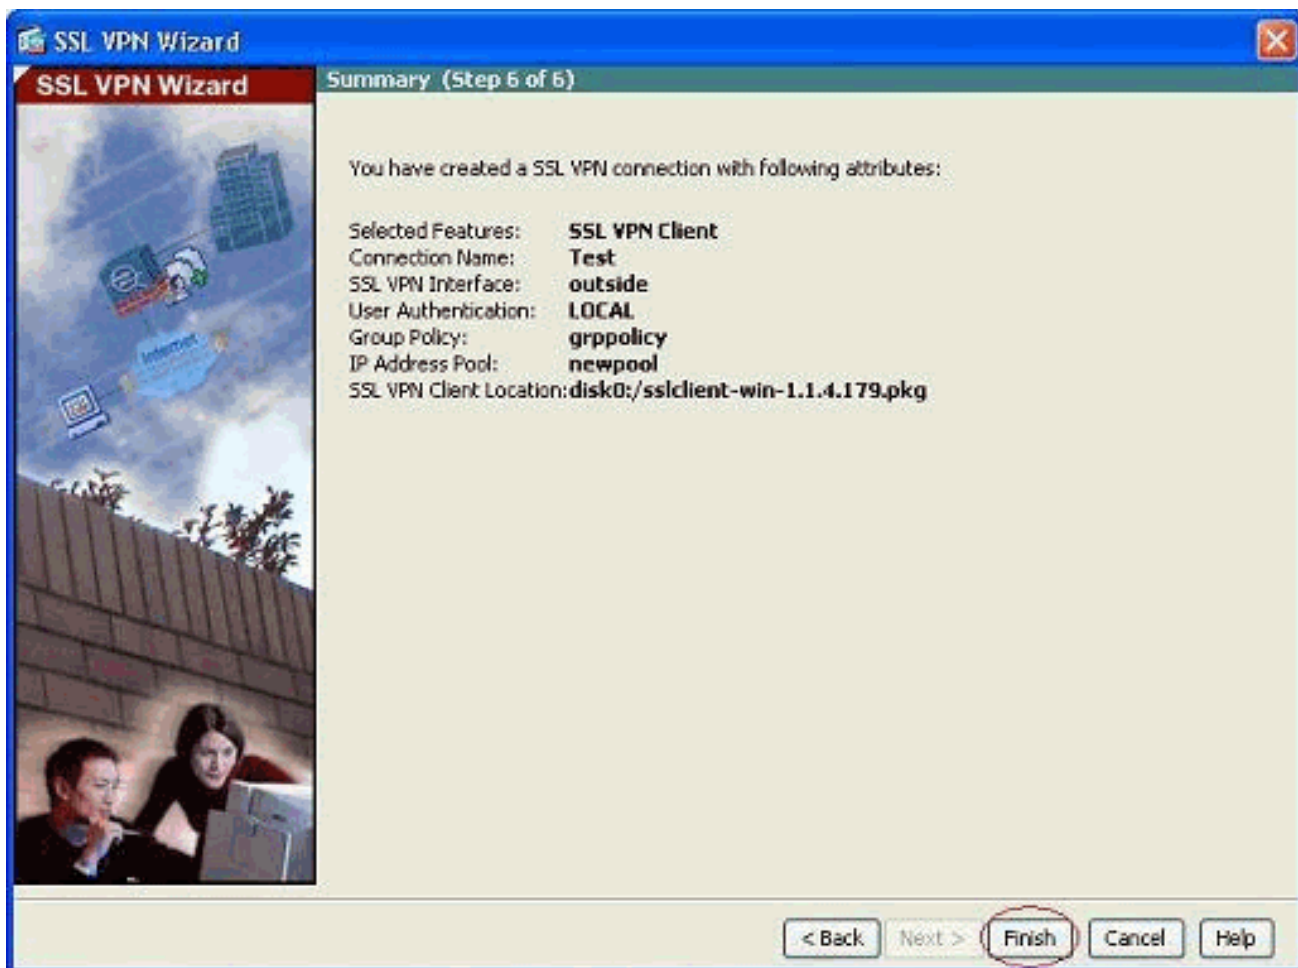 SSL VPN Wizard
SSL VPN Wizard
Summary (Step 6 of 6)
You have created a SSL VPN connection with following attributes:
Selected Features: SSL VPN Client
Connection Name: Test
SSL VPN Interface: outside
User Authentication: LOCAL
Group Policy: grppolicy
IP Address Pool: newpool
SSL VPN Client Location: disk0:/sslclient-win-1.1.4.179.pkg
Internet
< Back Next > Finish Cancel Help